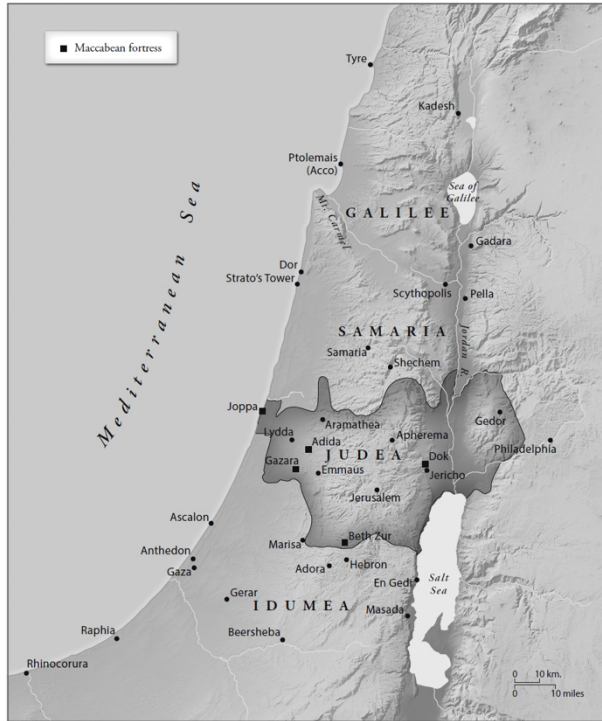 Maccabean fortress
Tyre
Kadesh
Ptolemais
(Acco)
Sea of
Galilee
GALILEE
Mt. Carmel
Gadara
Dor
Strato's Tower
Scythopolis
Pella
Mediterranean Sea
SAMARIA
Jordan R.
Samaria
Shechem
Joppa
Aramathea
Gedor
Lydda
Adida
Apherema
Philadelphia
JUDEA
Dok
Gazara
Emmaus
Jericho
Jerusalem
Ascalon
Marisa
Beth Zur
Anthedon
Gaza
Adora
Hebron
En Gedi
Salt
Sea
Gerar
IDUMEA
Masada
Raphia
Beersheba
Rhinocorura
0 10 km.
0 10 miles